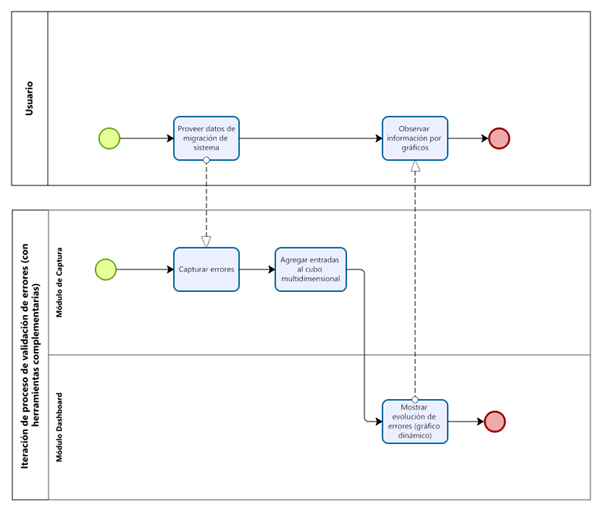 Usuario
Proveer datos de
migración de
sistema
Observar
información por
gráficos
Iteración de proceso de validación de errores (con
herramientas complementarias)
Módulo de Captura
Capturar errores
Agregar entradas
al cubo
multidimensional
Módulo Dashboard
Mostrar
evolución de
errores (gráfico
dinámico)